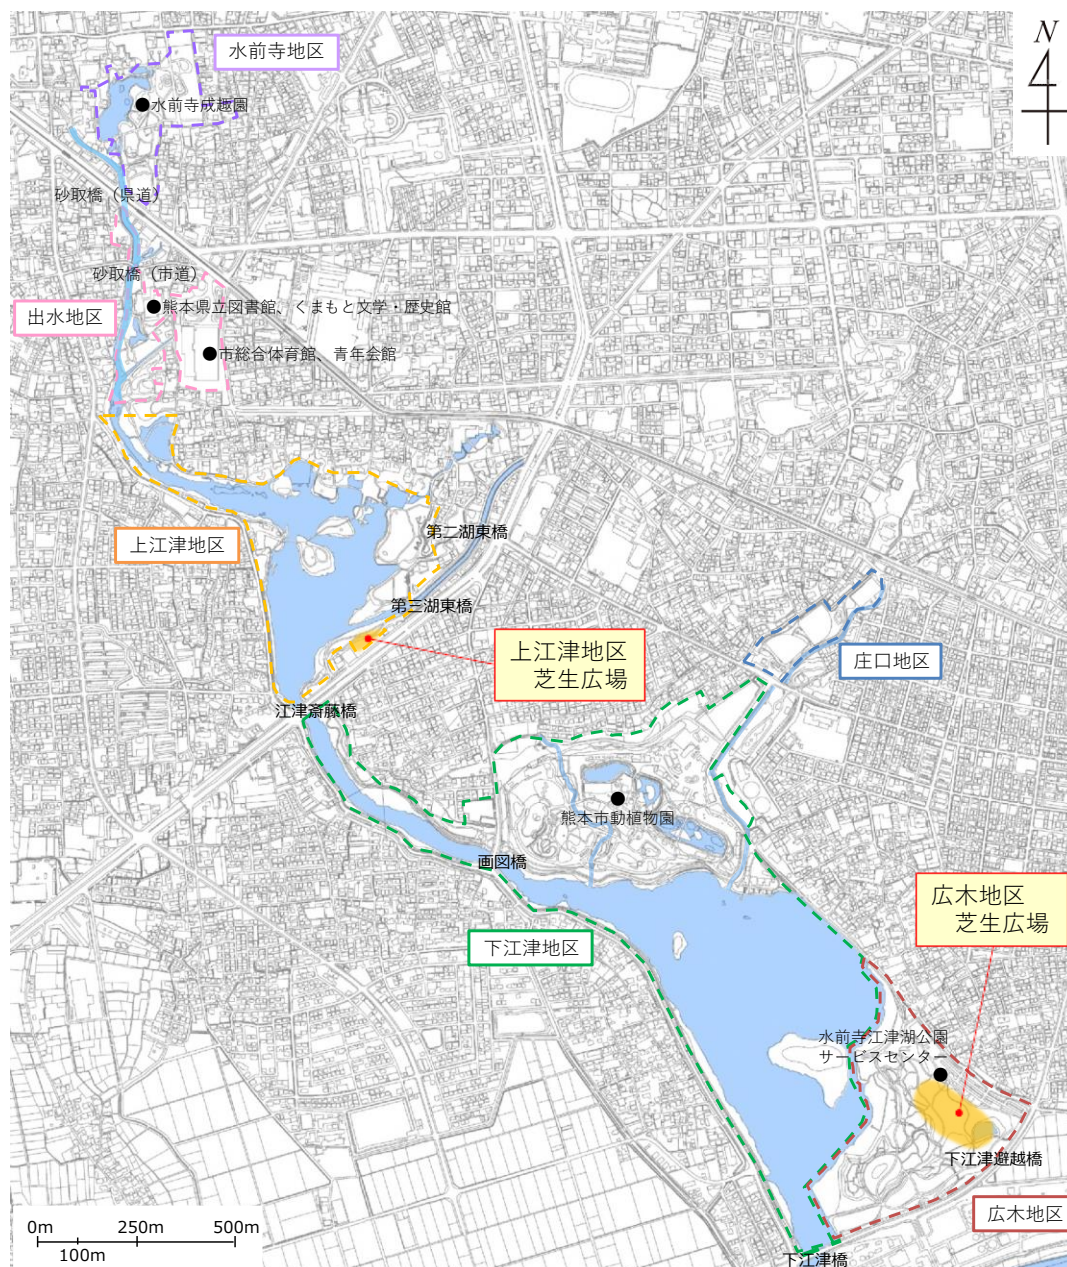 N
水前寺地区
水前寺成趣園
砂取橋（県道）
砂取橋（市道）
熊本県立図書館、くまもと文学・歴史館
出水地区
市総合体育館、青年会館
第二湖東橋
上江津地区
第三湖東橋
上江津地区
芝生広場
庄口地区
江津斎藤橋
熊本市動植物園
画図橋
広木地区
芝生広場
下江津地区
水前寺江津湖公園
サービスセンター
下江津避越橋
広木地区
0m 250m 500m
100m
下江津橋